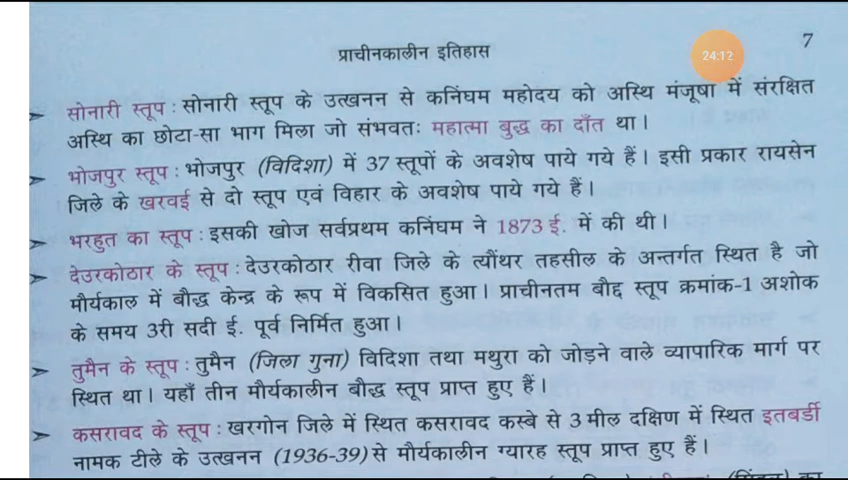 प्राचीनकालीन इतिहास
7
24:12
➤ सोनारी स्तूप : सोनारी स्तूप के उत्खनन से कनिंघम महोदय को अस्थि मंजूषा में संरक्षित
अस्थि का छोटा-सा भाग मिला जो संभवतः महात्मा बुद्ध का दाँत था।
➤ भोजपुर स्तूप : भोजपुर (विदिशा) में 37 स्तूपों के अवशेष पाये गये हैं। इसी प्रकार रायसेन
जिले के खरवई से दो स्तूप एवं विहार के अवशेष पाये गये हैं।
➤ भरहुत का स्तूप : इसकी खोज सर्वप्रथम कनिंघम ने 1873 ई. में की थी।
➤ देउरकोठार के स्तूप : देउरकोठार रीवा जिले के त्यौंथर तहसील के अन्तर्गत स्थित है जो
मौर्यकाल में बौद्ध केन्द्र के रूप में विकसित हुआ। प्राचीनतम बौद्द स्तूप क्रमांक-1 अशोक
के समय 3री सदी ई. पूर्व निर्मित हुआ।
➤ तुमैन के स्तूप : तुमैन (जिला गुना) विदिशा तथा मथुरा को जोड़ने वाले व्यापारिक मार्ग पर
स्थित था। यहाँ तीन मौर्यकालीन बौद्ध स्तूप प्राप्त हुए हैं।
➤ कसरावद के स्तूप : खरगोन जिले में स्थित कसरावद कस्बे से 3 मील दक्षिण में स्थित इतबर्डी
नामक टीले के उत्खनन (1936-39) से मौर्यकालीन ग्यारह स्तूप प्राप्त हुए हैं।